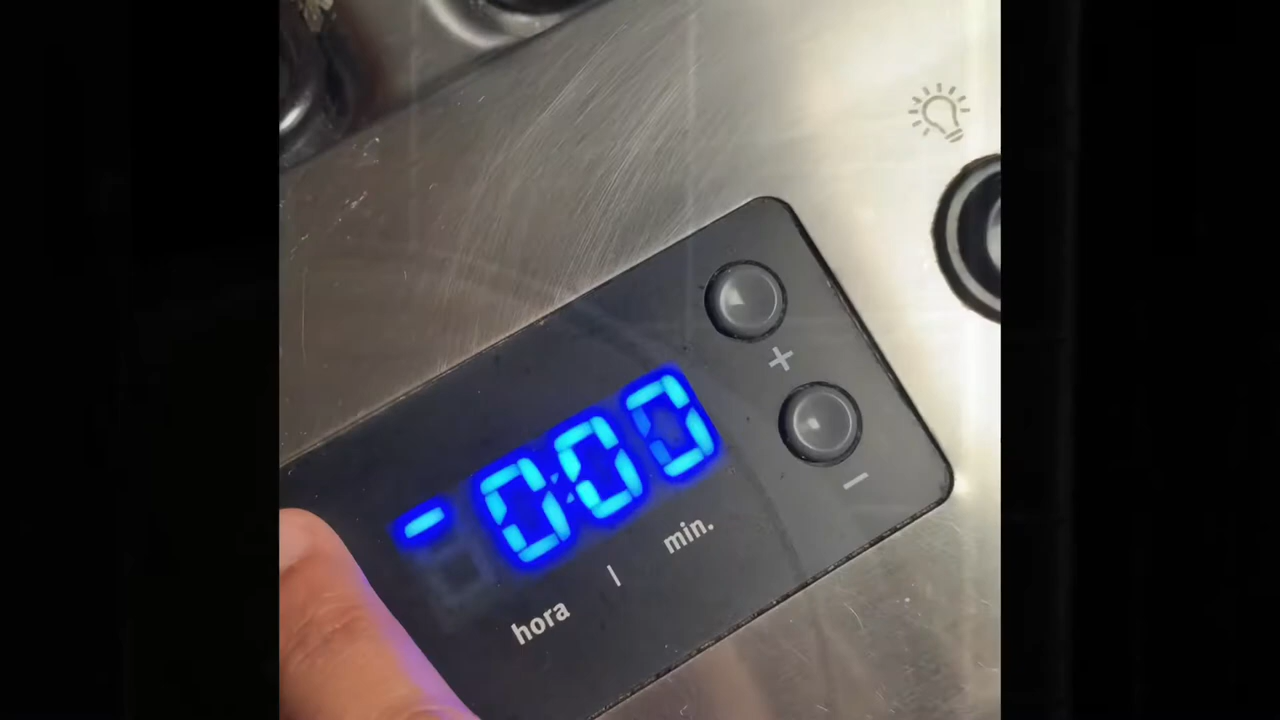 +
-0:00
−
hora | min.